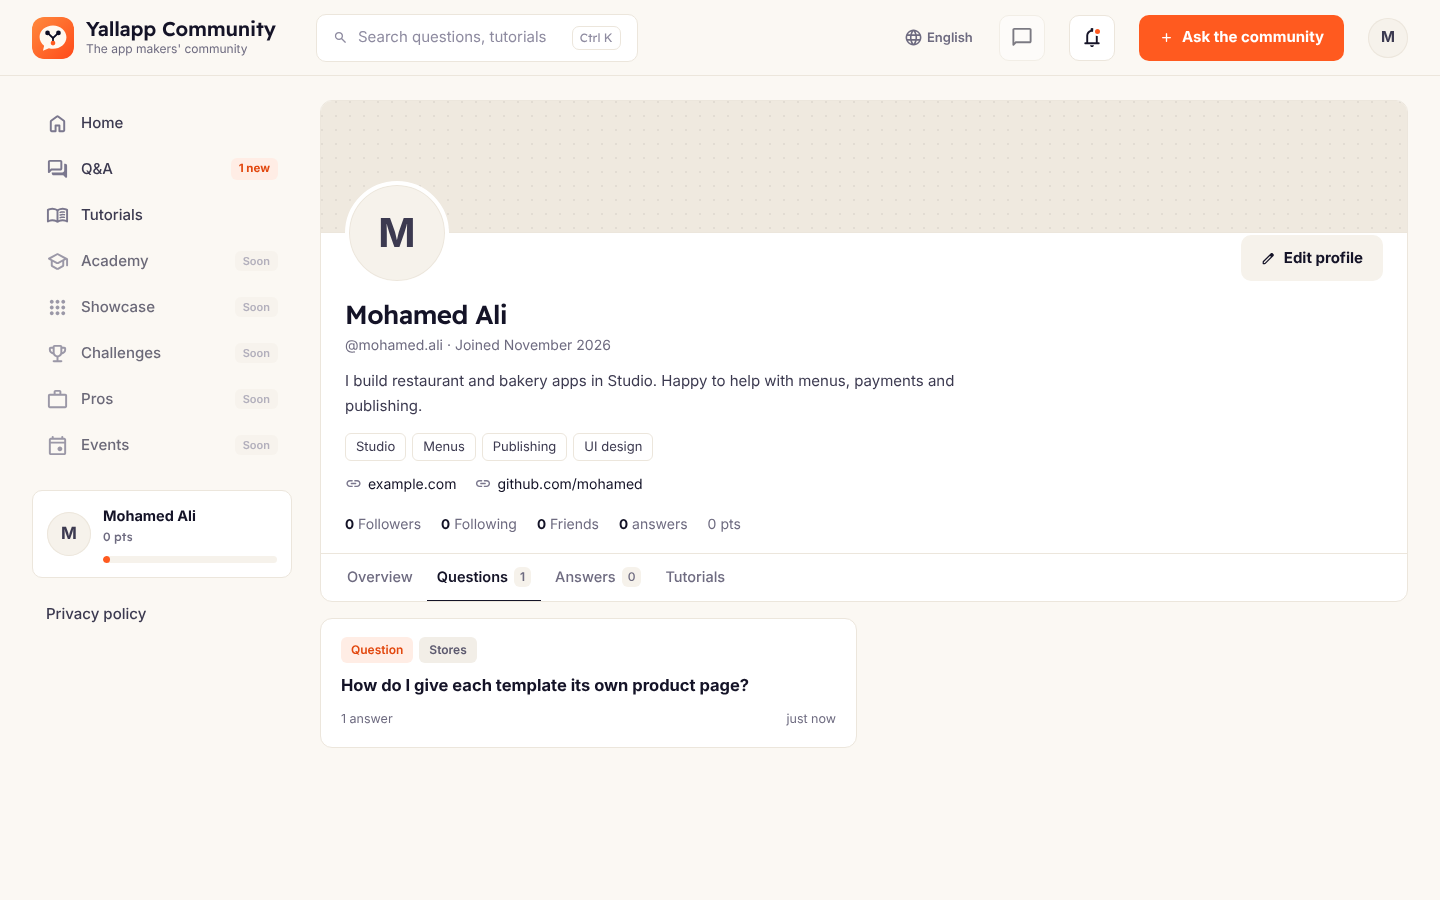 Yallapp Community
The app makers' community
Search questions, tutorials
Ctrl K
English
+ Ask the community
M
Home
Q&A
1 new
Tutorials
Academy
Soon
Showcase
Soon
Challenges
Soon
Pros
Soon
Events
Soon
M
Mohamed Ali
0 pts
Privacy policy
M
Edit profile
Mohamed Ali
@mohamed.ali · Joined November 2026
I build restaurant and bakery apps in Studio. Happy to help with menus, payments and
publishing.
Studio
Menus
Publishing
UI design
example.com
github.com/mohamed
0 Followers
0 Following
0 Friends
0 answers
0 pts
Overview
Questions 1
Answers 0
Tutorials
Question
Stores
How do I give each template its own product page?
1 answer
just now